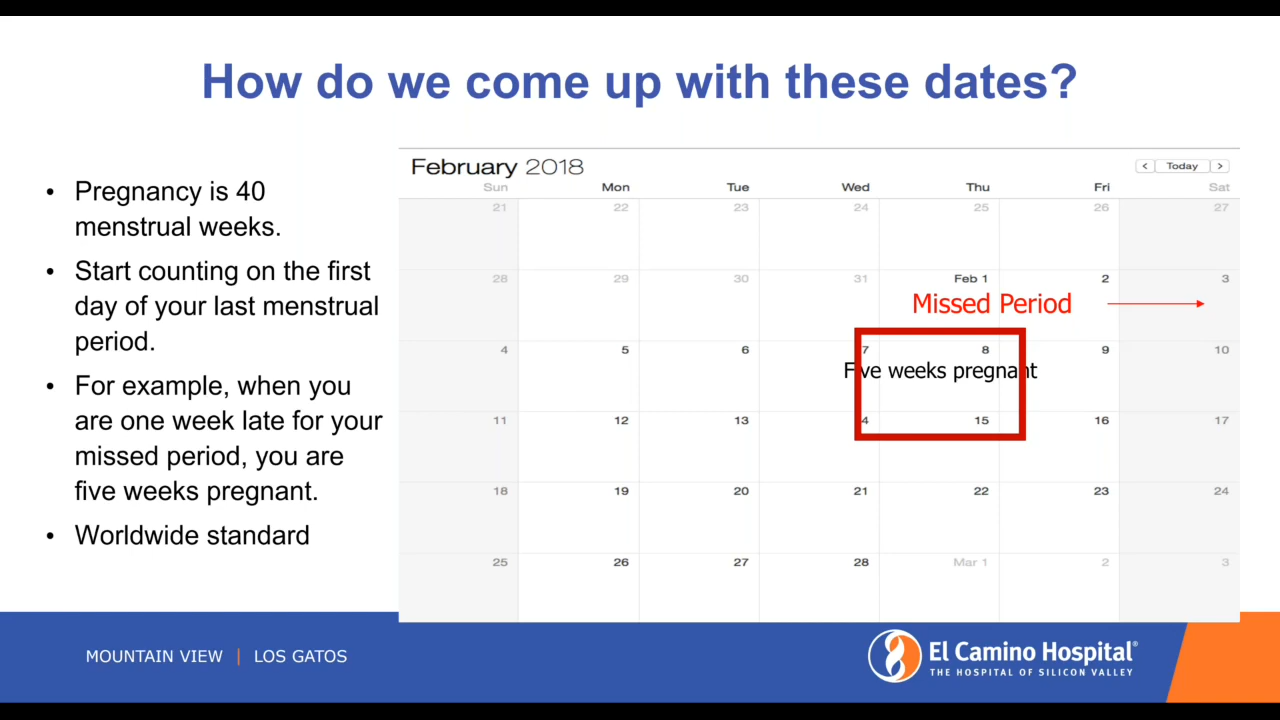 How do we come up with these dates?
• Pregnancy is 40
menstrual weeks.
• Start counting on the first
day of your last menstrual
period.
• For example, when you
are one week late for your
missed period, you are
five weeks pregnant.
• Worldwide standard
February 2018
< Today >
Sun Mon Tue Wed Thu Fri Sat
21 22 23 24 25 26 27
28 29 30 31 Feb 1 2 3
Missed Period
4 5 6 7 8 9 10
Five weeks pregnant
11 12 13 4 15 16 17
18 19 20 21 22 23 24
25 26 27 28 Mar 1 2 3
MOUNTAIN VIEW | LOS GATOS
El Camino Hospital®
THE HOSPITAL OF SILICON VALLEY